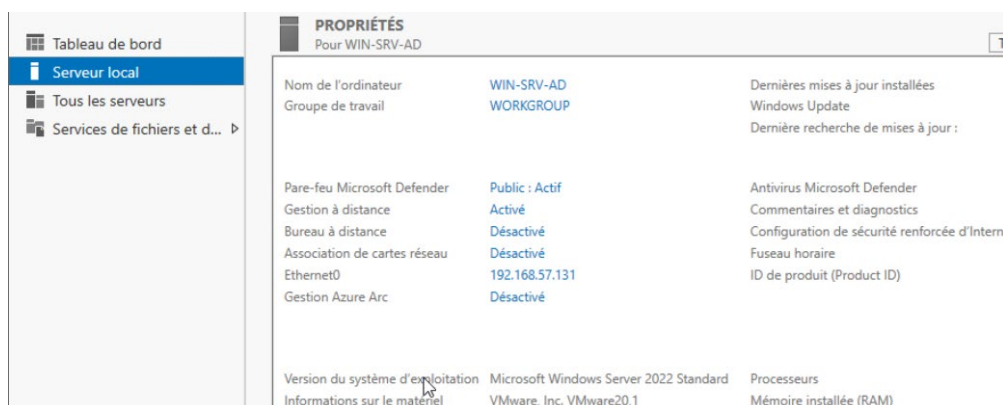 PROPRIÉTÉS
Pour WIN-SRV-AD
Tableau de bord
Serveur local
Tous les serveurs
Services de fichiers et d...
Nom de l'ordinateur WIN-SRV-AD Dernières mises à jour installées
Groupe de travail WORKGROUP Windows Update
Dernière recherche de mises à jour :
Pare-feu Microsoft Defender Public : Actif Antivirus Microsoft Defender
Gestion à distance Activé Commentaires et diagnostics
Bureau à distance Désactivé Configuration de sécurité renforcée d'Intern
Association de cartes réseau Désactivé Fuseau horaire
Ethernet0 192.168.57.131 ID de produit (Product ID)
Gestion Azure Arc Désactivé
Version du système d'exploitation Microsoft Windows Server 2022 Standard Processeurs
Informations sur le matériel VMware, Inc. VMware20,1 Mémoire installée (RAM)